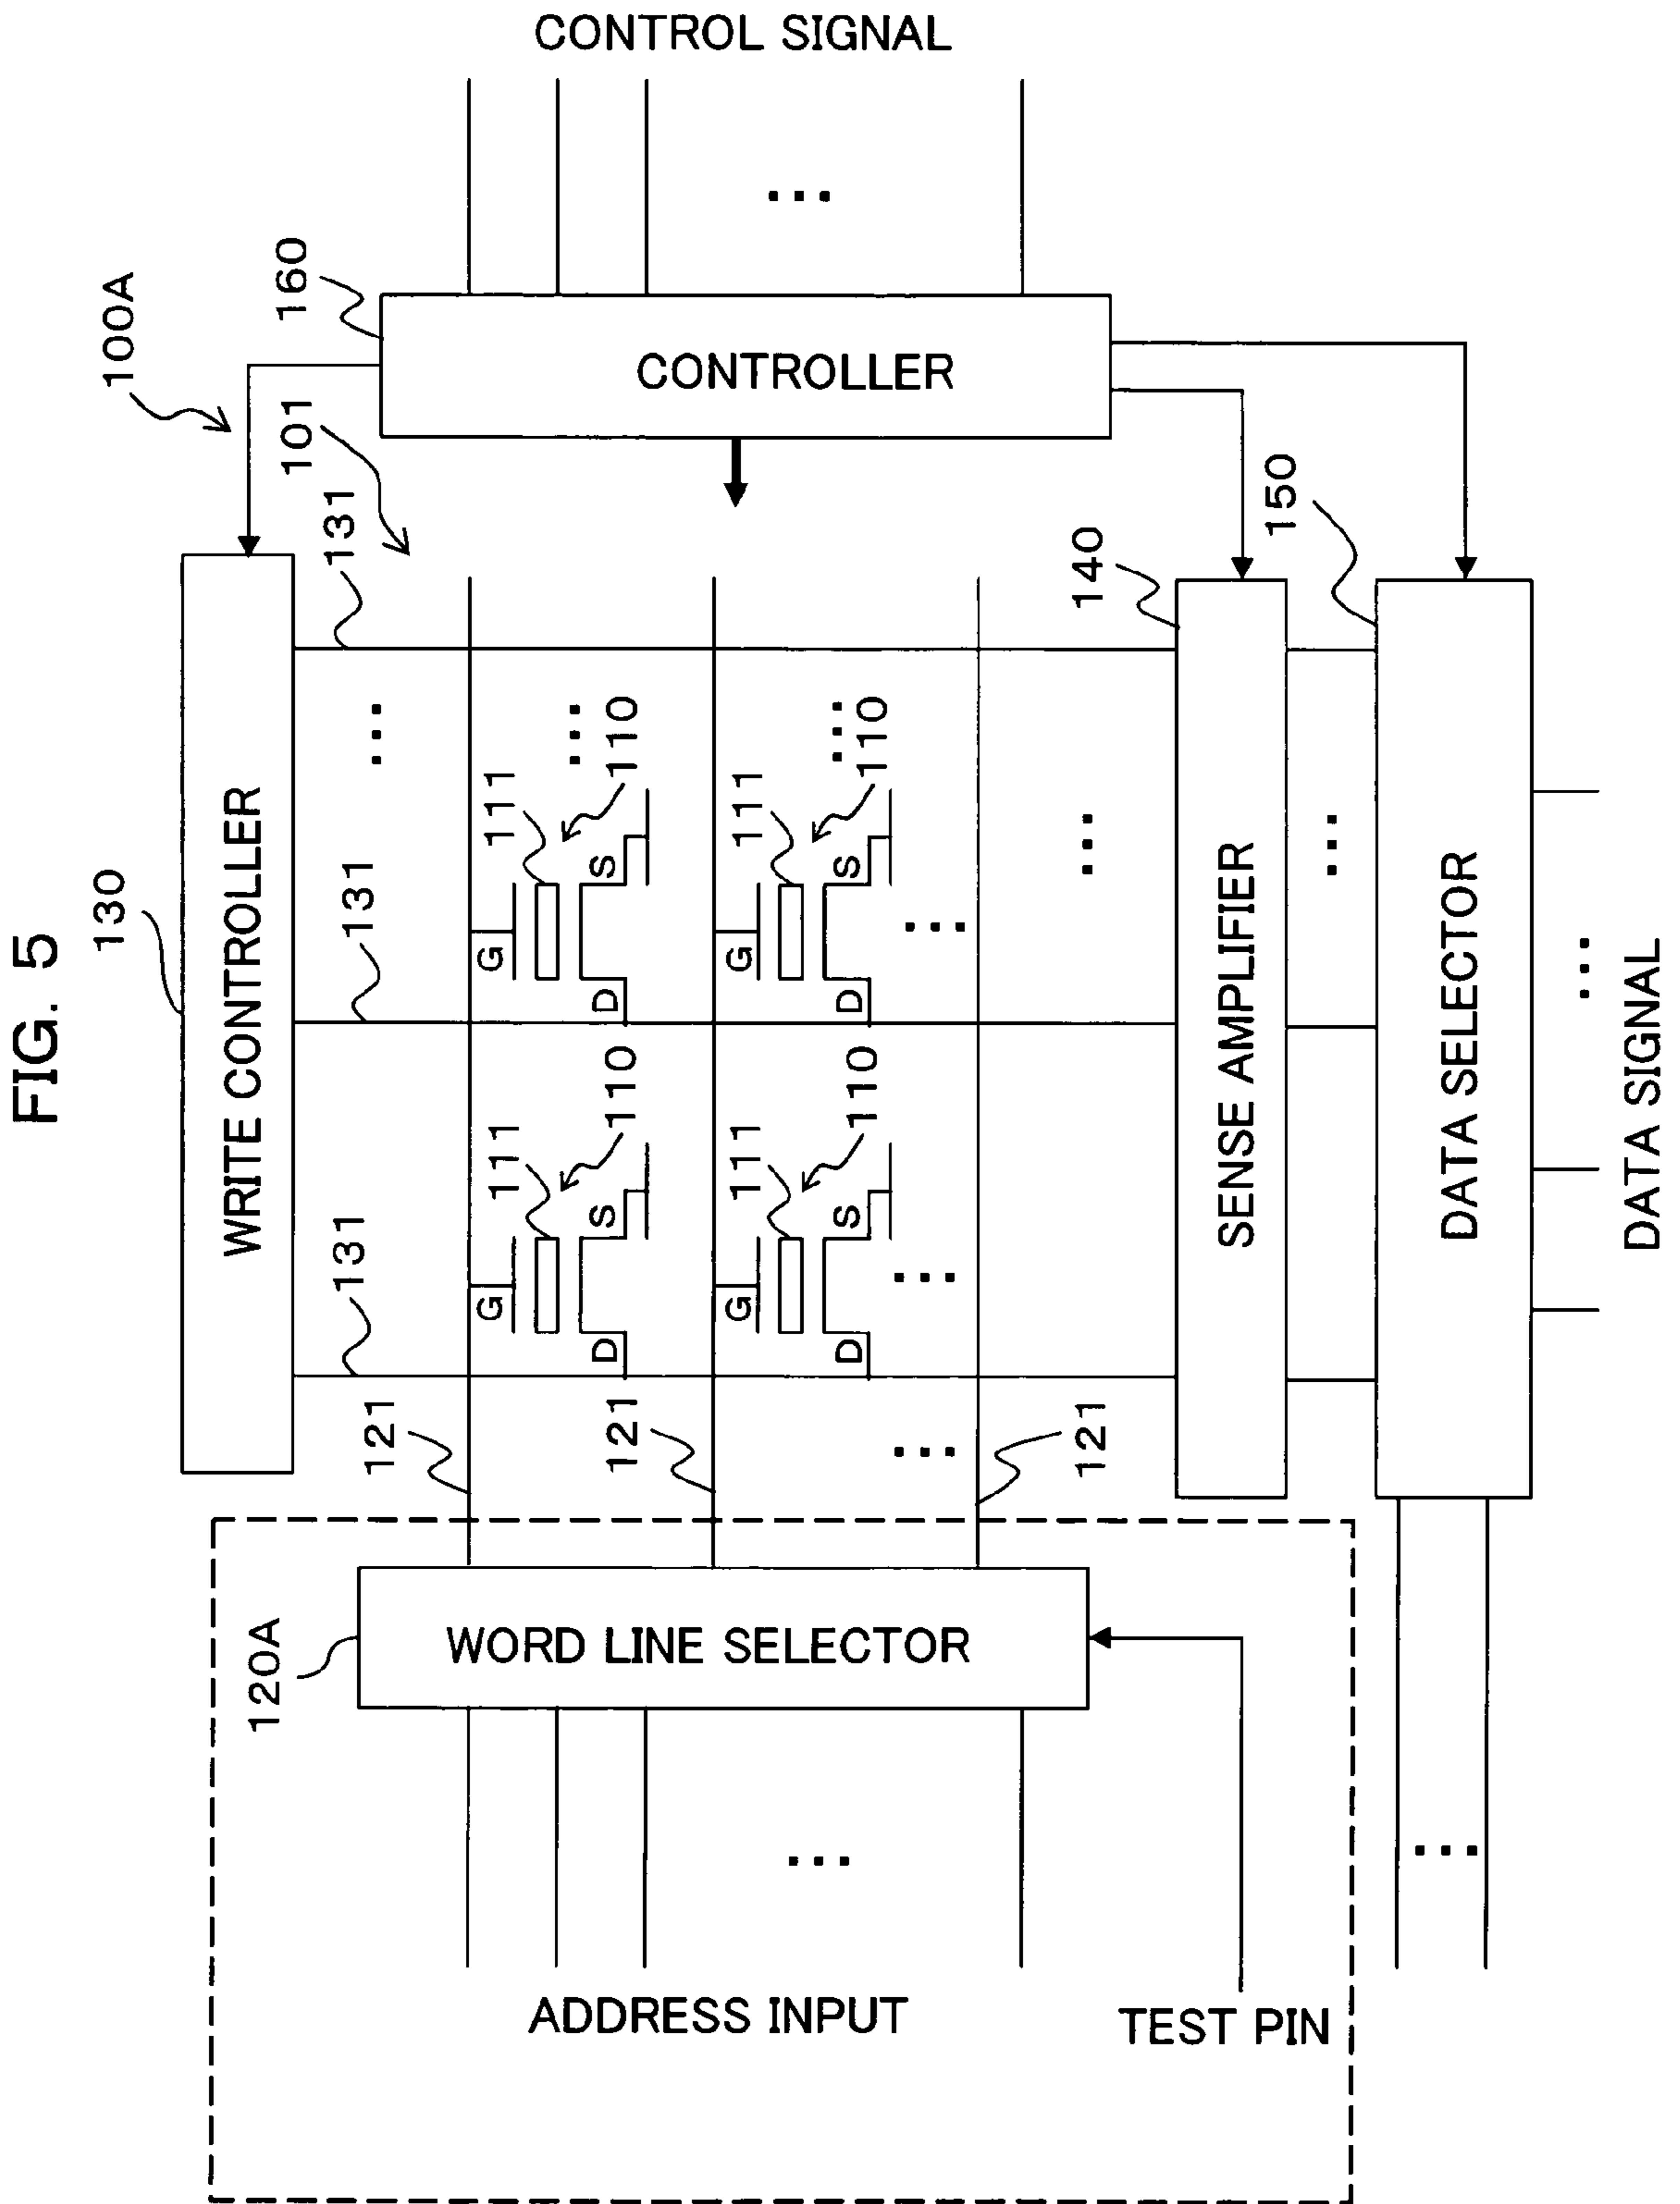 FIG. 5
CONTROL SIGNAL
100A
160
CONTROLLER
101
130
WRITE CONTROLLER
131
131
131
111
110
G
S
D
111
110
G
S
D
111
110
G
S
D
111
110
G
S
D
121
121
121
140
SENSE AMPLIFIER
150
DATA SELECTOR
DATA SIGNAL
120A
WORD LINE SELECTOR
ADDRESS INPUT
TEST PIN